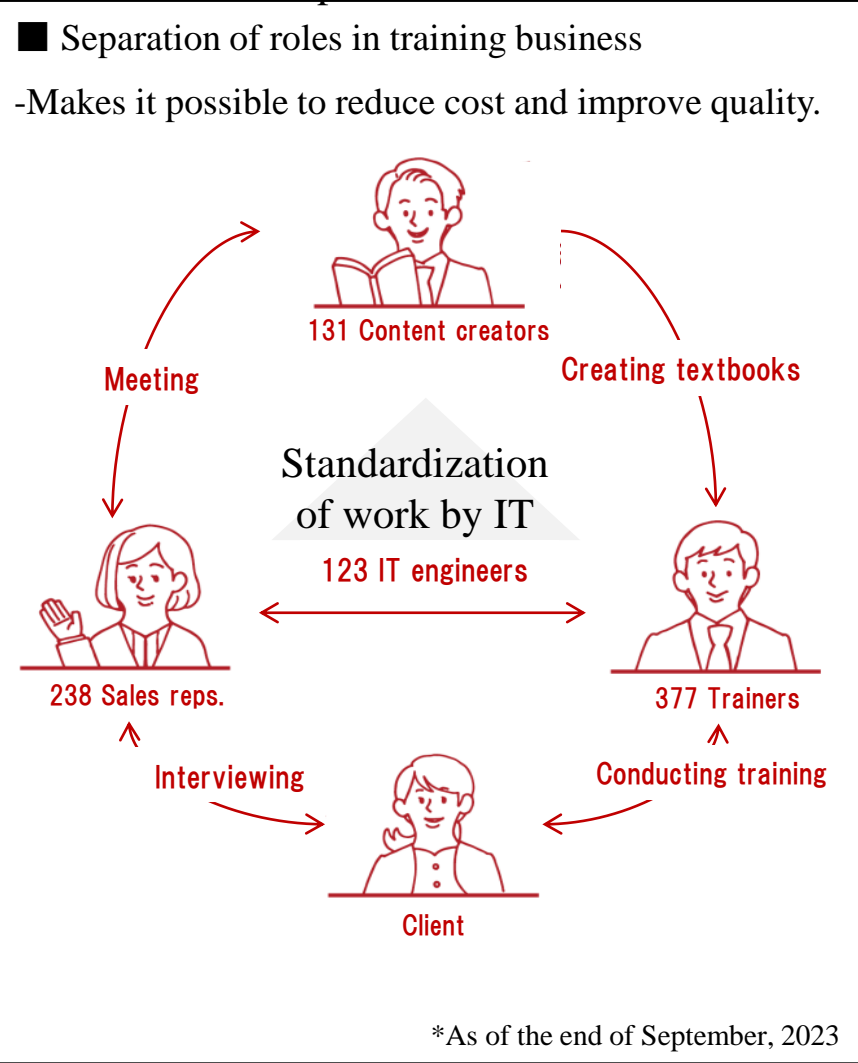 ■ Separation of roles in training business
-Makes it possible to reduce cost and improve quality.
131 Content creators
Meeting
Creating textbooks
Standardization
of work by IT
123 IT engineers
238 Sales reps.
377 Trainers
Interviewing
Conducting training
Client
*As of the end of September, 2023